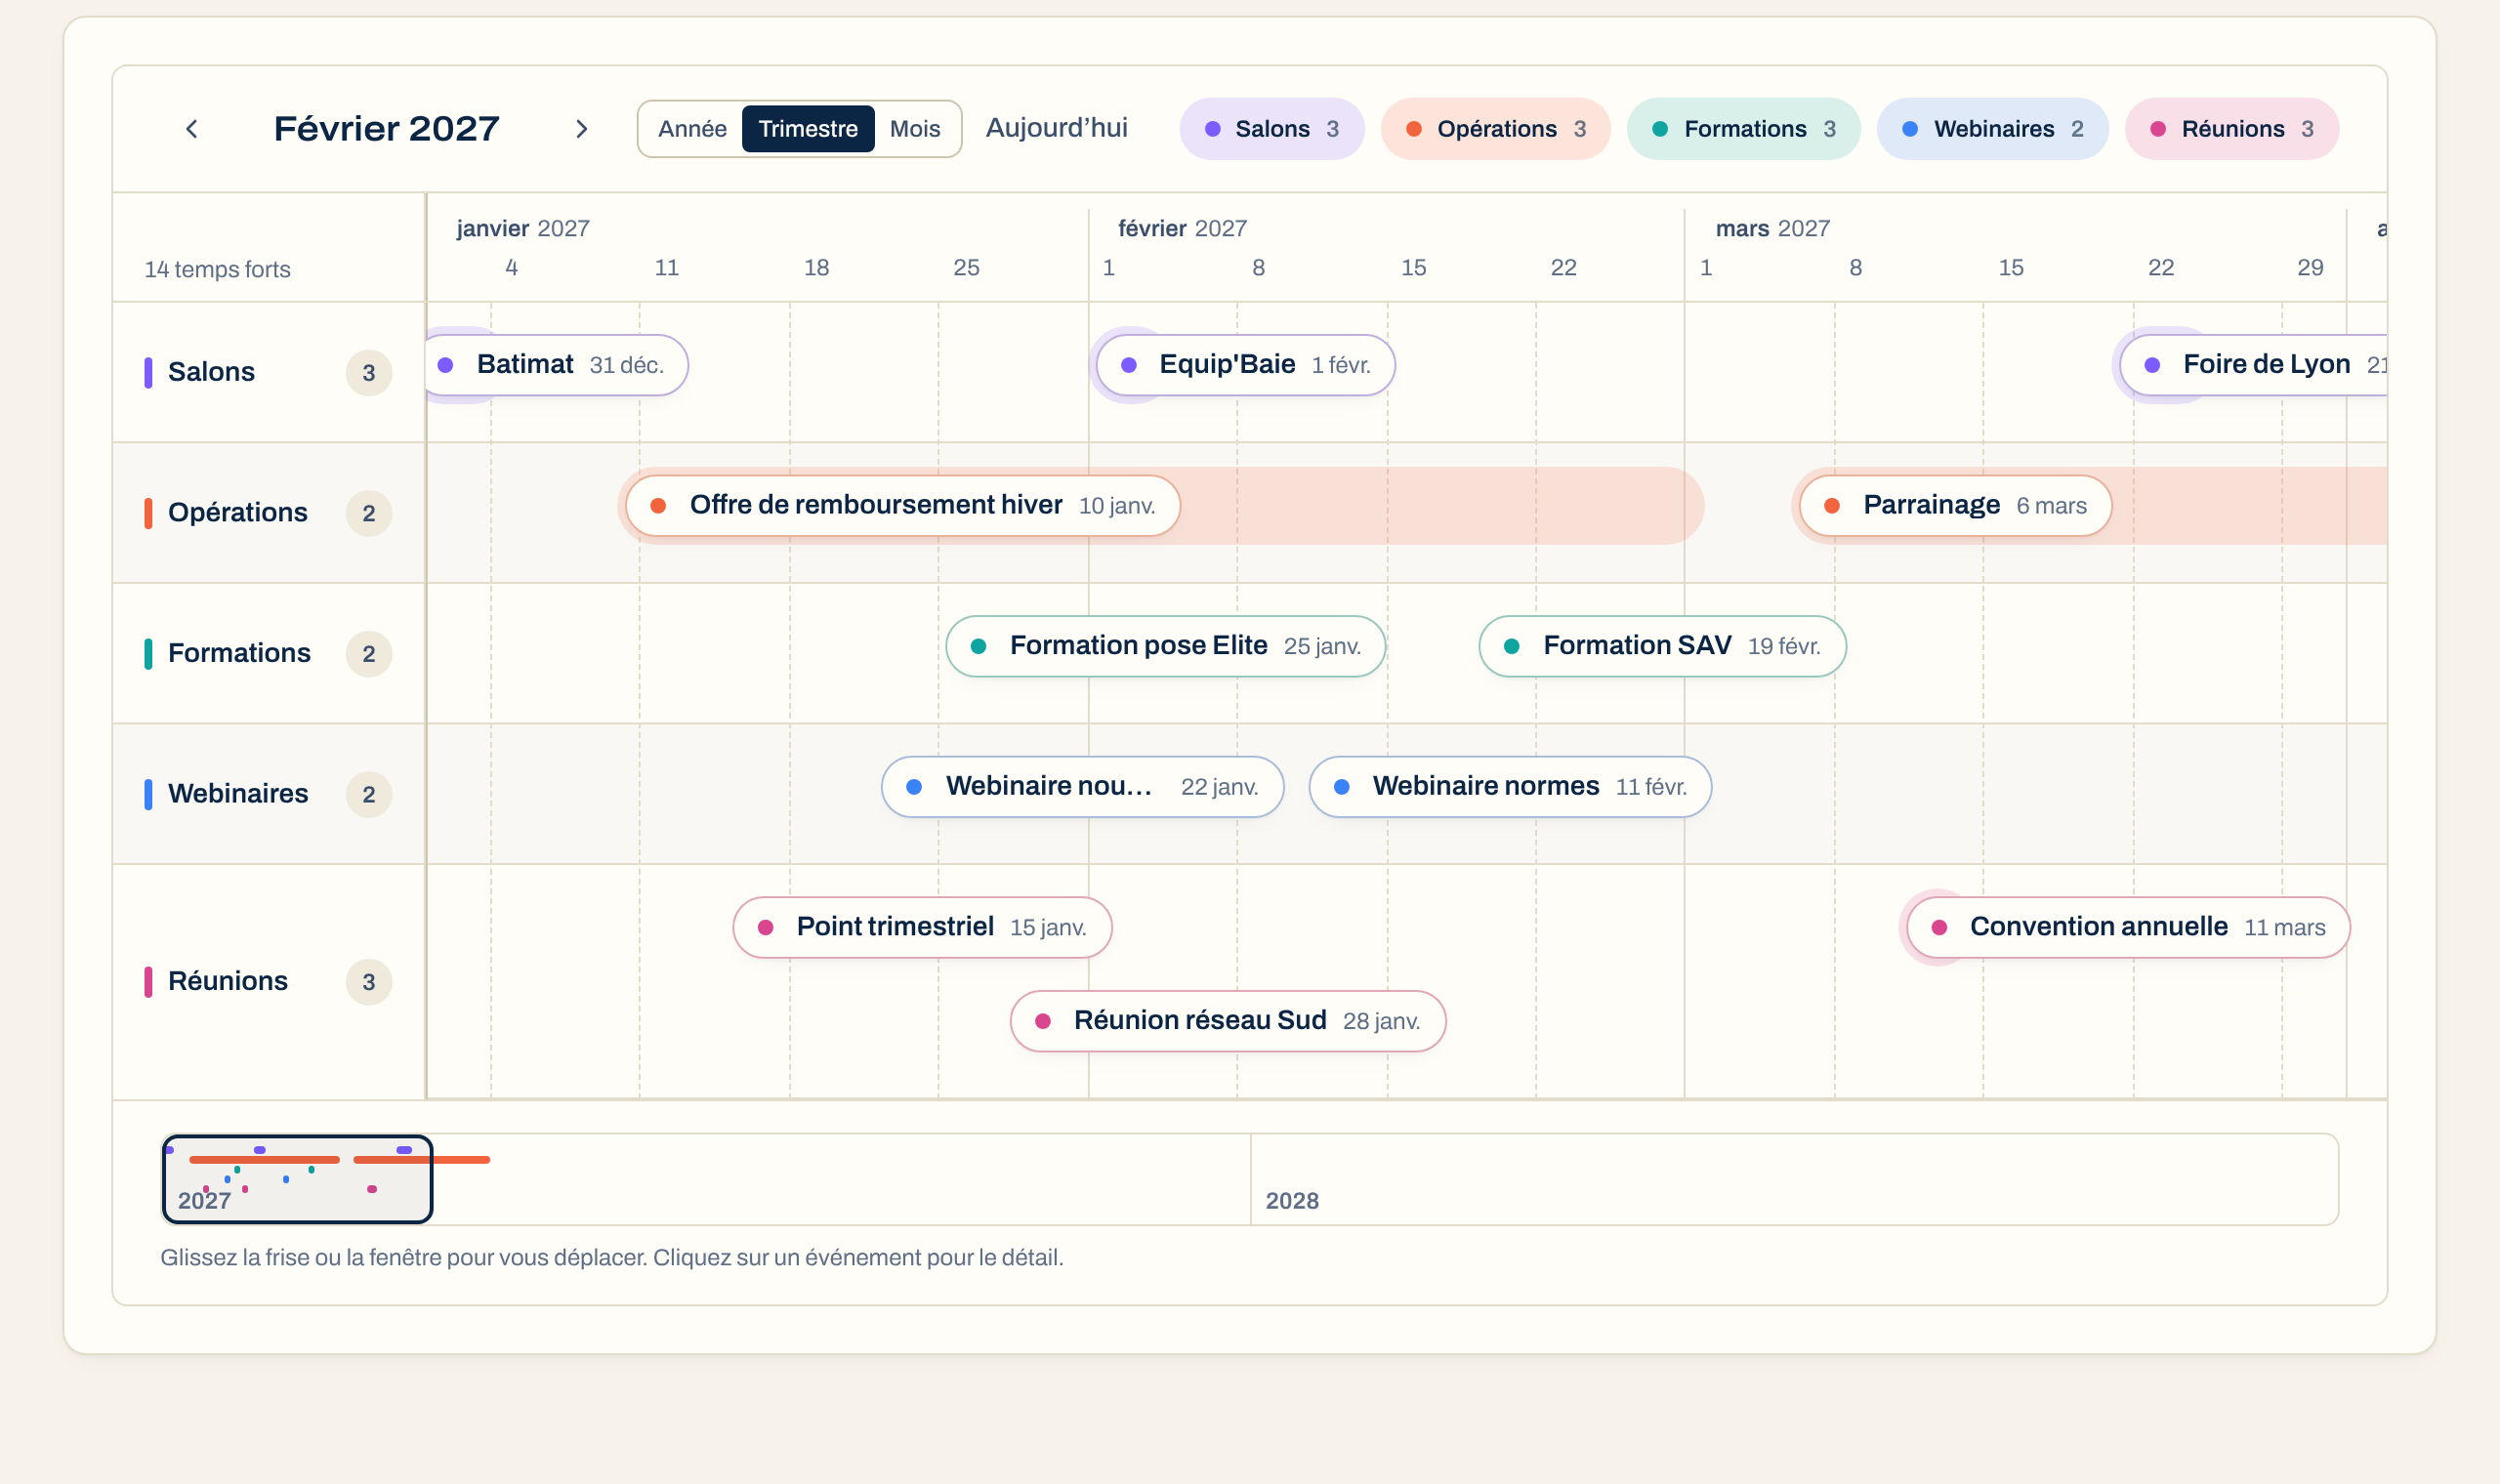 Février 2027
Année Trimestre Mois Aujourd’hui
Salons 3 Opérations 3 Formations 3 Webinaires 2 Réunions 3
janvier 2027 février 2027 mars 2027 a
14 temps forts
4 11 18 25 1 8 15 22 1 8 15 22 29
Salons 3
Batimat 31 déc.
Equip'Baie 1 févr.
Foire de Lyon 21
Opérations 2
Offre de remboursement hiver 10 janv.
Parrainage 6 mars
Formations 2
Formation pose Elite 25 janv.
Formation SAV 19 févr.
Webinaires 2
Webinaire nou… 22 janv.
Webinaire normes 11 févr.
Réunions 3
Point trimestriel 15 janv.
Convention annuelle 11 mars
Réunion réseau Sud 28 janv.
2027 2028
Glissez la frise ou la fenêtre pour vous déplacer. Cliquez sur un événement pour le détail.